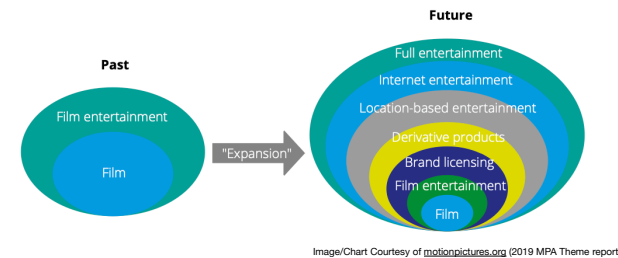 Future
Past
Full entertainment
Internet entertainment
Location-based entertainment
Derivative products
Brand licensing
Film entertainment
Film
Film entertainment
Film
"Expansion"
Image/Chart Courtesy of motionpictures.org (2019 MPA Theme report